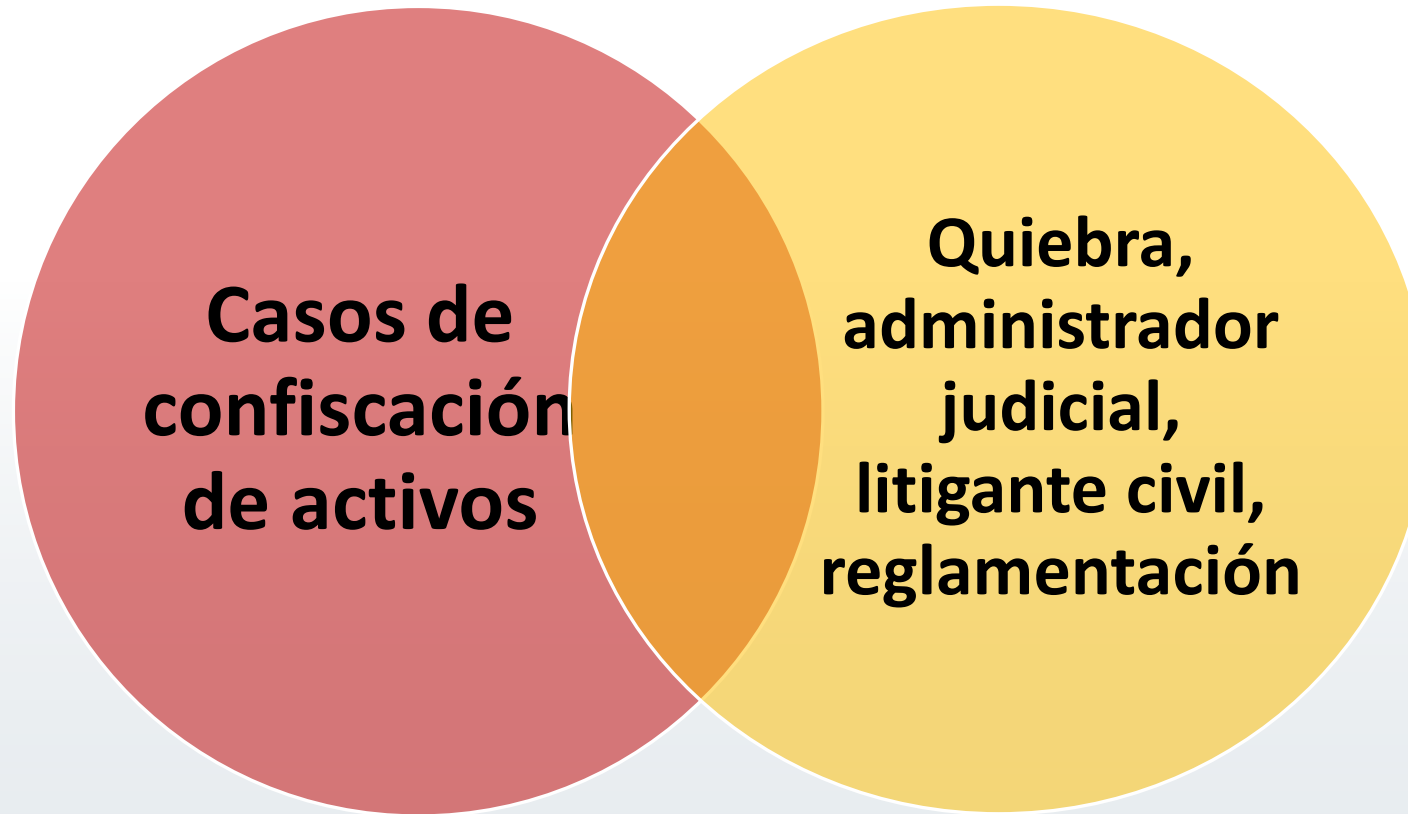 Casos de
confiscación
de activos
Quiebra,
administrador
judicial,
litigante civil,
reglamentación